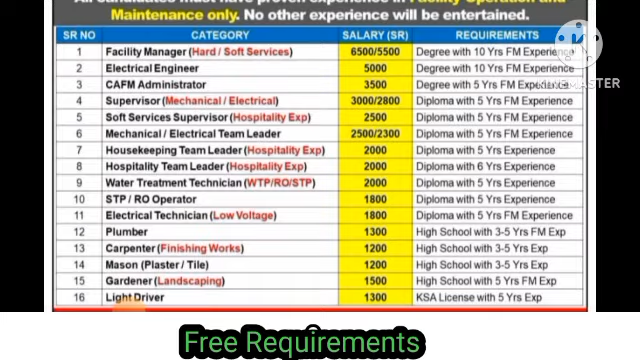 All candidates must have proven experience in Facility Operation and
Maintenance only. No other experience will be entertained.
SR NO CATEGORY SALARY (SR) REQUIREMENTS
1 Facility Manager (Hard / Soft Services) 6500/5500 Degree with 10 Yrs FM Experience
2 Electrical Engineer 5000 Degree with 10 Yrs FM Experience
3 CAFM Administrator 3500 Degree with 5 Yrs FM Experience
4 Supervisor (Mechanical / Electrical) 3000/2800 Diploma with 5 Yrs FM Experience
5 Soft Services Supervisor (Hospitality Exp) 2500 Diploma with 5 Yrs FM Experience
6 Mechanical / Electrical Team Leader 2500/2300 Diploma with 5 Yrs FM Experience
7 Housekeeping Team Leader (Hospitality Exp) 2000 Diploma with 5 Yrs Experience
8 Hospitality Team Leader (Hospitality Exp) 2000 Diploma with 6 Yrs Experience
9 Water Treatment Technician (WTP/RO/STP) 2000 Diploma with 5 Yrs Experience
10 STP / RO Operator 1800 Diploma with 5 Yrs Experience
11 Electrical Technician (Low Voltage) 1800 Diploma with 5 Yrs FM Experience
12 Plumber 1300 High School with 3-5 Yrs FM Exp
13 Carpenter (Finishing Works) 1200 High School with 3-5 Yrs Exp
14 Mason (Plaster / Tile) 1200 High School with 3-5 Yrs Exp
15 Gardener (Landscaping) 1500 High School with 5 Yrs FM Exp
16 Light Driver 1300 KSA License with 5 Yrs Exp
Free Requirements